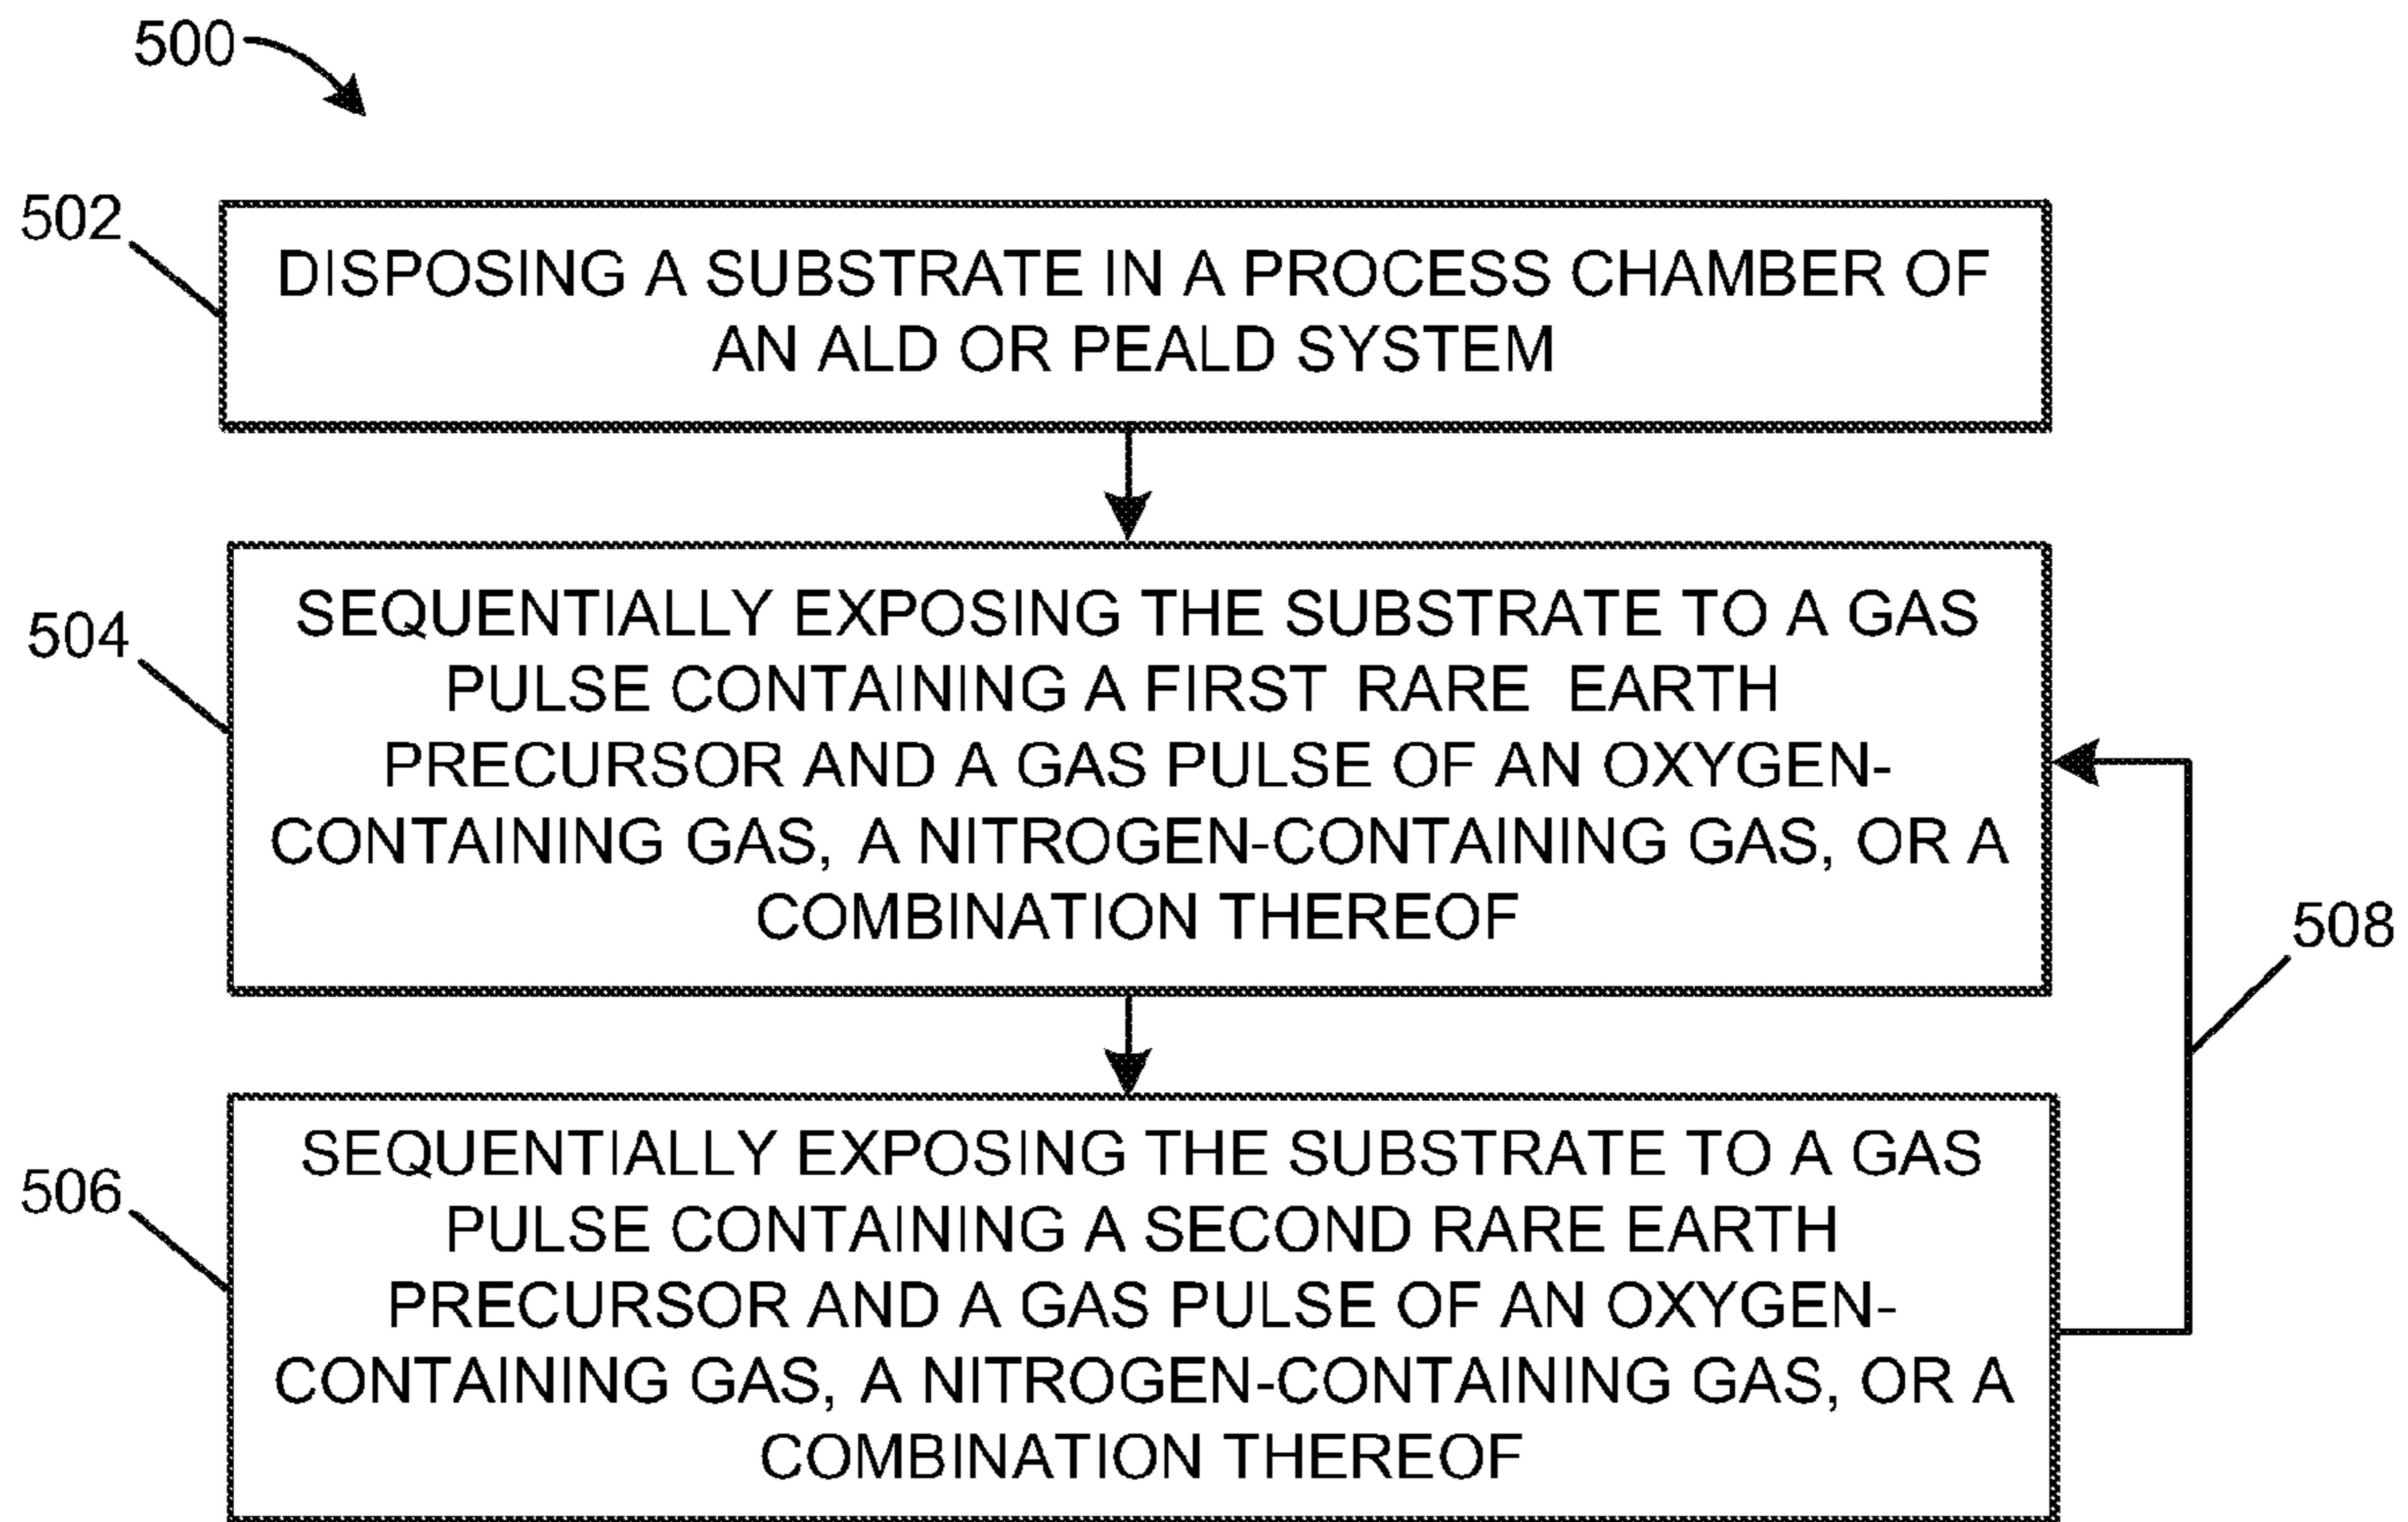 500
502
DISPOSING A SUBSTRATE IN A PROCESS CHAMBER OF
AN ALD OR PEALD SYSTEM
504
SEQUENTIALLY EXPOSING THE SUBSTRATE TO A GAS
PULSE CONTAINING A FIRST RARE EARTH
PRECURSOR AND A GAS PULSE OF AN OXYGEN-
CONTAINING GAS, A NITROGEN-CONTAINING GAS, OR A
COMBINATION THEREOF
508
506
SEQUENTIALLY EXPOSING THE SUBSTRATE TO A GAS
PULSE CONTAINING A SECOND RARE EARTH
PRECURSOR AND A GAS PULSE OF AN OXYGEN-
CONTAINING GAS, A NITROGEN-CONTAINING GAS, OR A
COMBINATION THEREOF